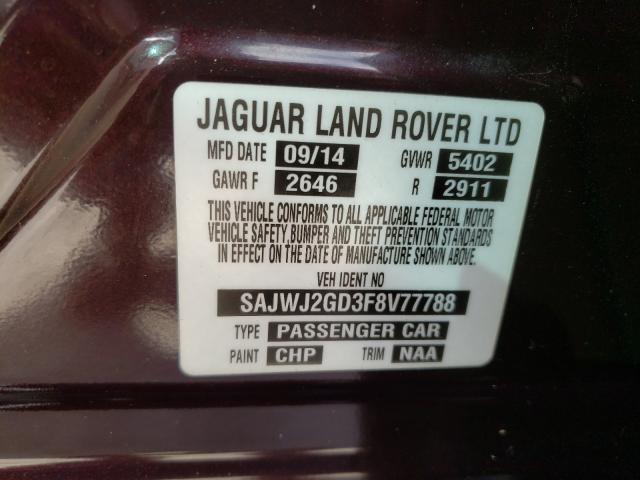 JAGUAR LAND ROVER LTD
MFD DATE 09/14 GVWR 5402
GAWR F 2646 R 2911
THIS VEHICLE CONFORMS TO ALL APPLICABLE FEDERAL MOTOR
VEHICLE SAFETY,BUMPER AND THEFT PREVENTION STANDARDS
IN EFFECT ON THE DATE OF MANUFACTURE SHOWN ABOVE.
VEH IDENT NO
SAJWJ2GD3F8V77788
TYPE PASSENGER CAR
PAINT CHP TRIM NAA